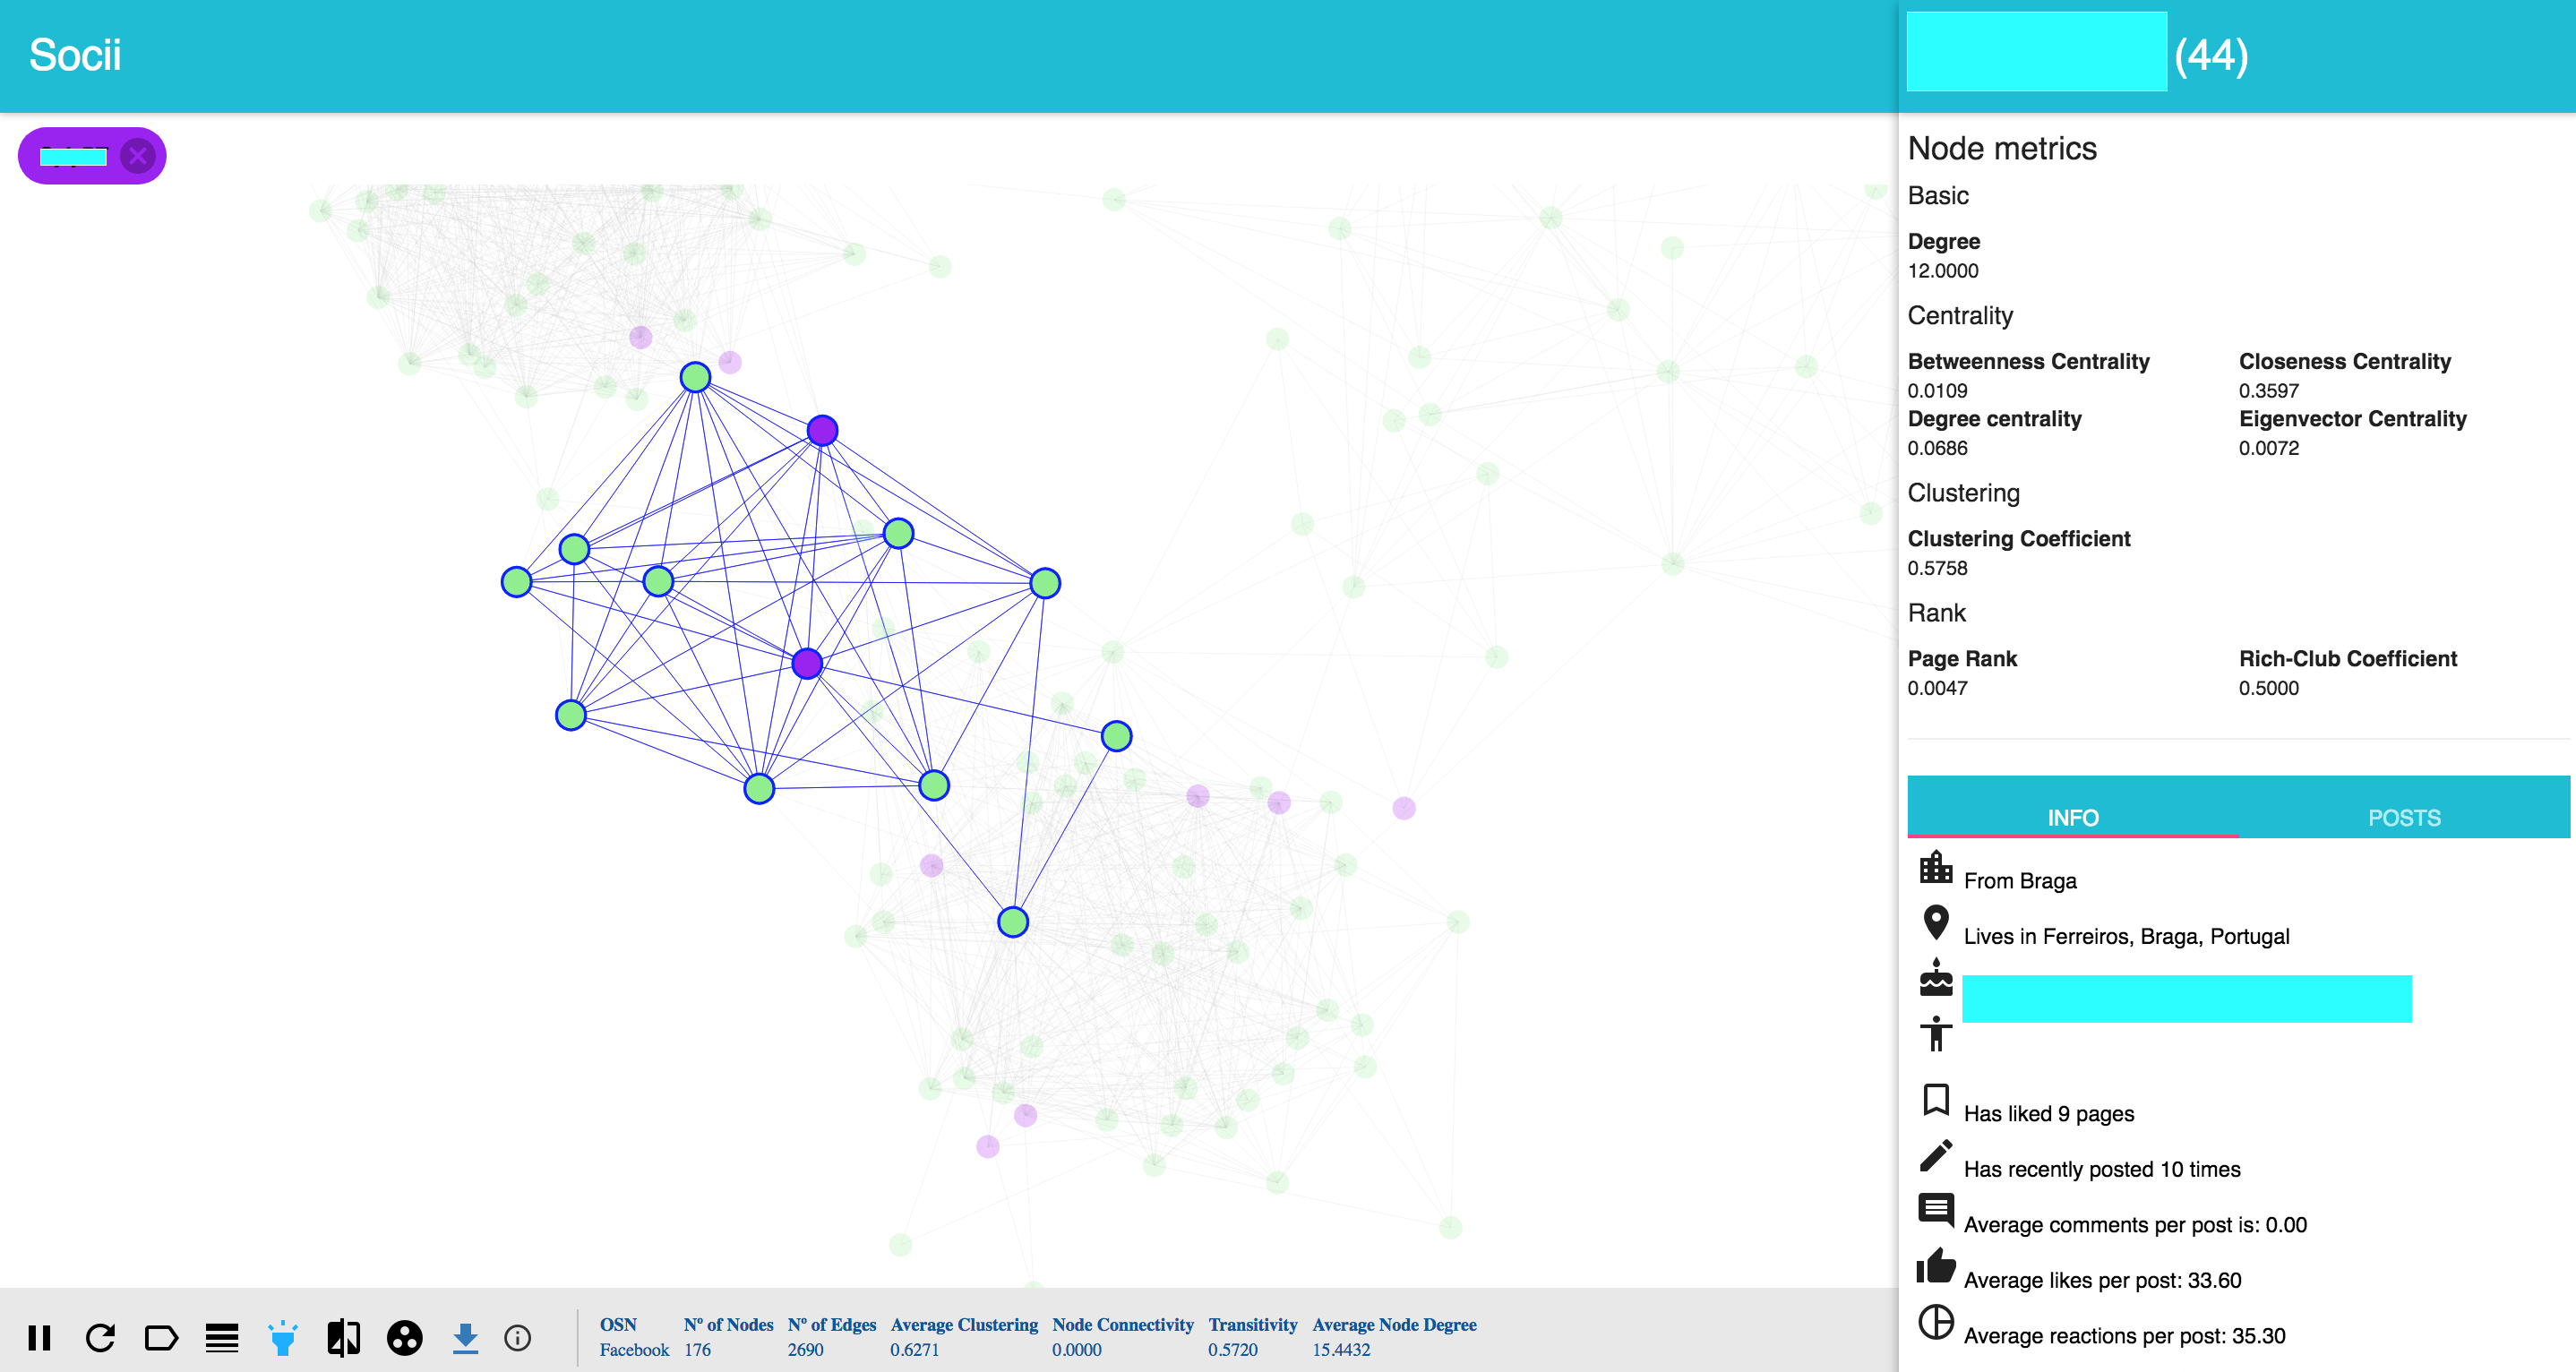 Socii
(44)
Node metrics
Basic
Degree
12.0000
Centrality
Betweenness Centrality Closeness Centrality
0.0109 0.3597
Degree centrality Eigenvector Centrality
0.0686 0.0072
Clustering
Clustering Coefficient
0.5758
Rank
Page Rank Rich-Club Coefficient
0.0047 0.5000
INFO POSTS
From Braga
Lives in Ferreiros, Braga, Portugal
Has liked 9 pages
Has recently posted 10 times
Average comments per post is: 0.00
Average likes per post: 33.60
Average reactions per post: 35.30
OSN Nº of Nodes Nº of Edges Average Clustering Node Connectivity Transitivity Average Node Degree
Facebook 176 2690 0.6271 0.0000 0.5720 15.4432